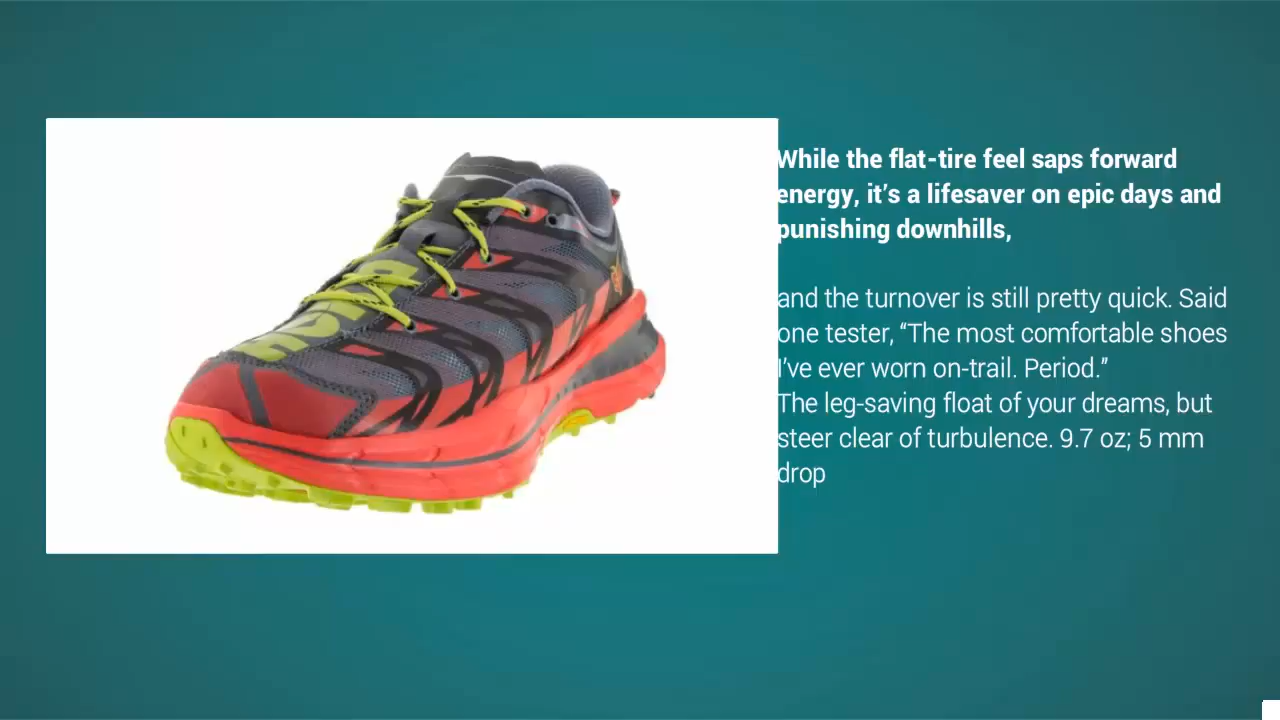 While the flat-tire feel saps forward
energy, it’s a lifesaver on epic days and
punishing downhills,
and the turnover is still pretty quick. Said
one tester, “The most comfortable shoes
I’ve ever worn on-trail. Period.”
The leg-saving float of your dreams, but
steer clear of turbulence. 9.7 oz; 5 mm
drop